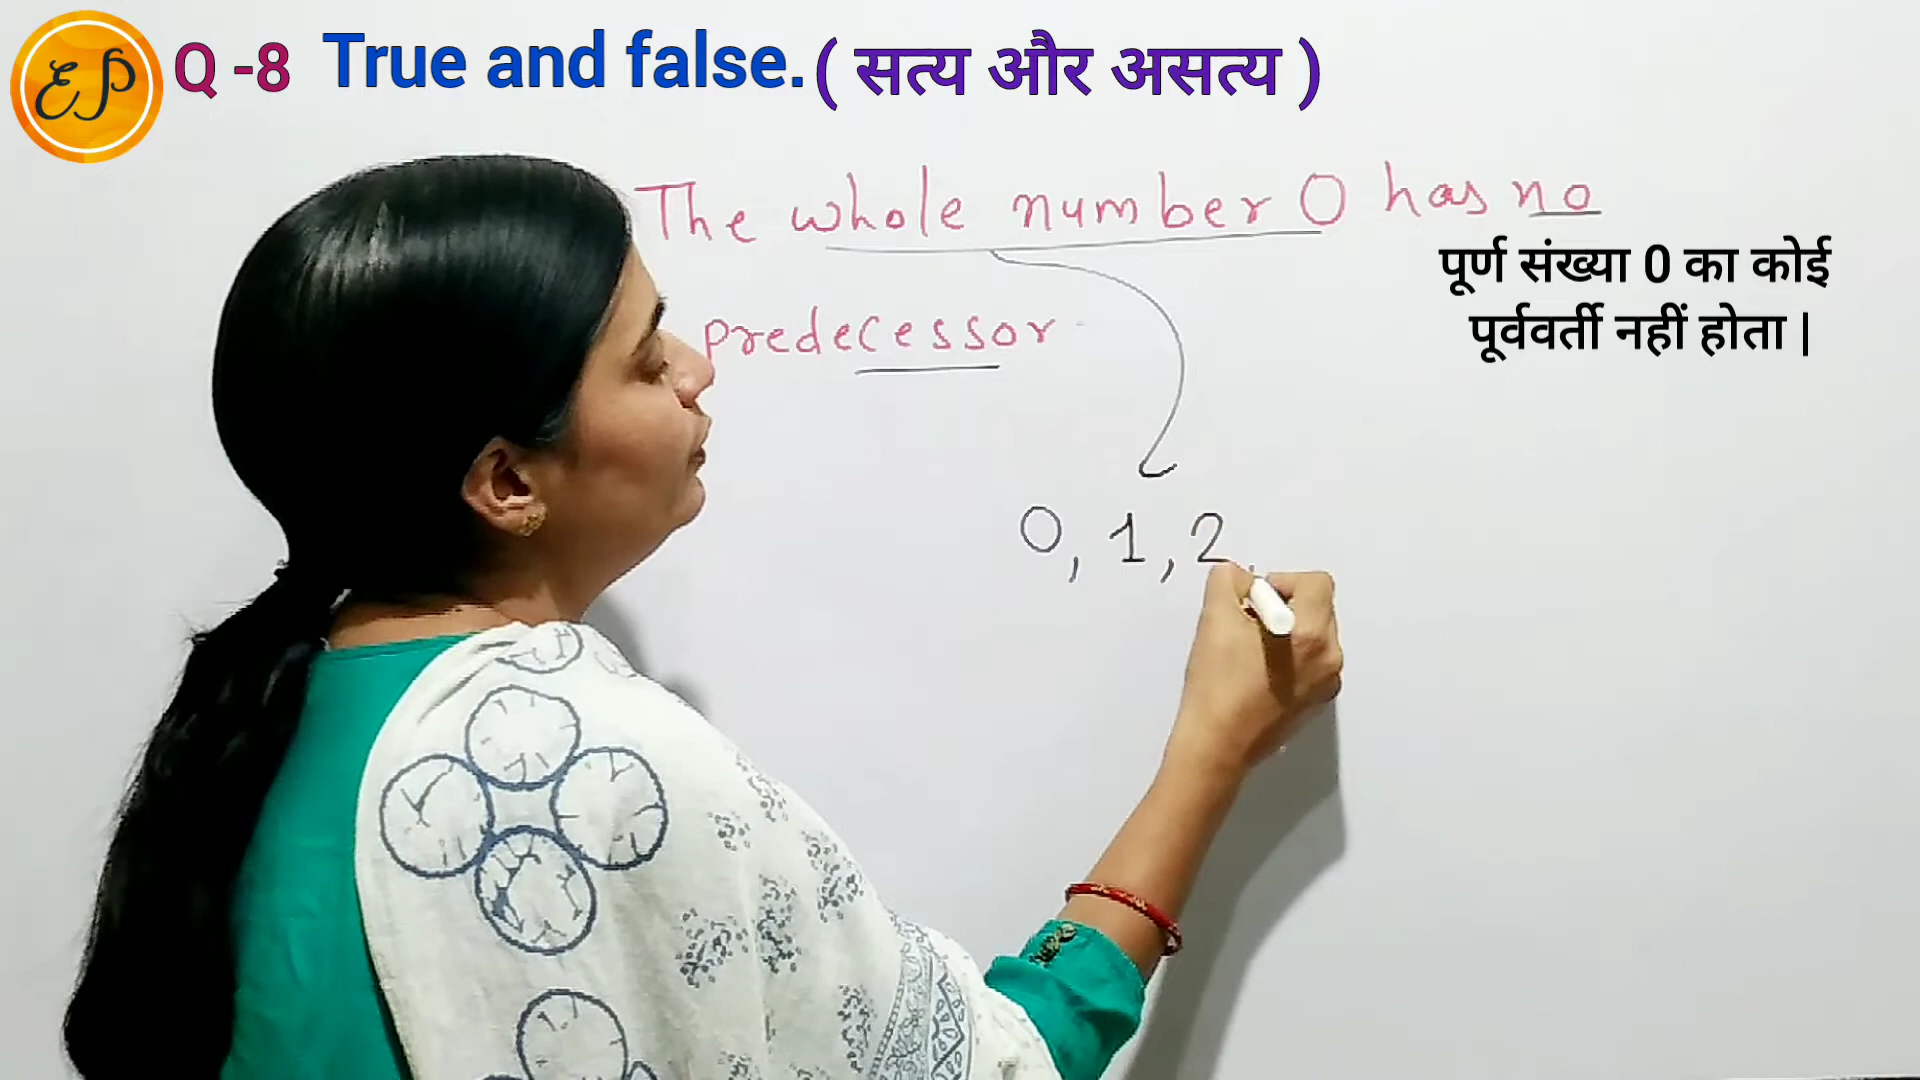 EP
Q -8 True and false. ( सत्य और असत्य )
The whole number 0 has no
पूर्ण संख्या 0 का कोई
पूर्ववर्ती नहीं होता |
predecessor
0, 1, 2,